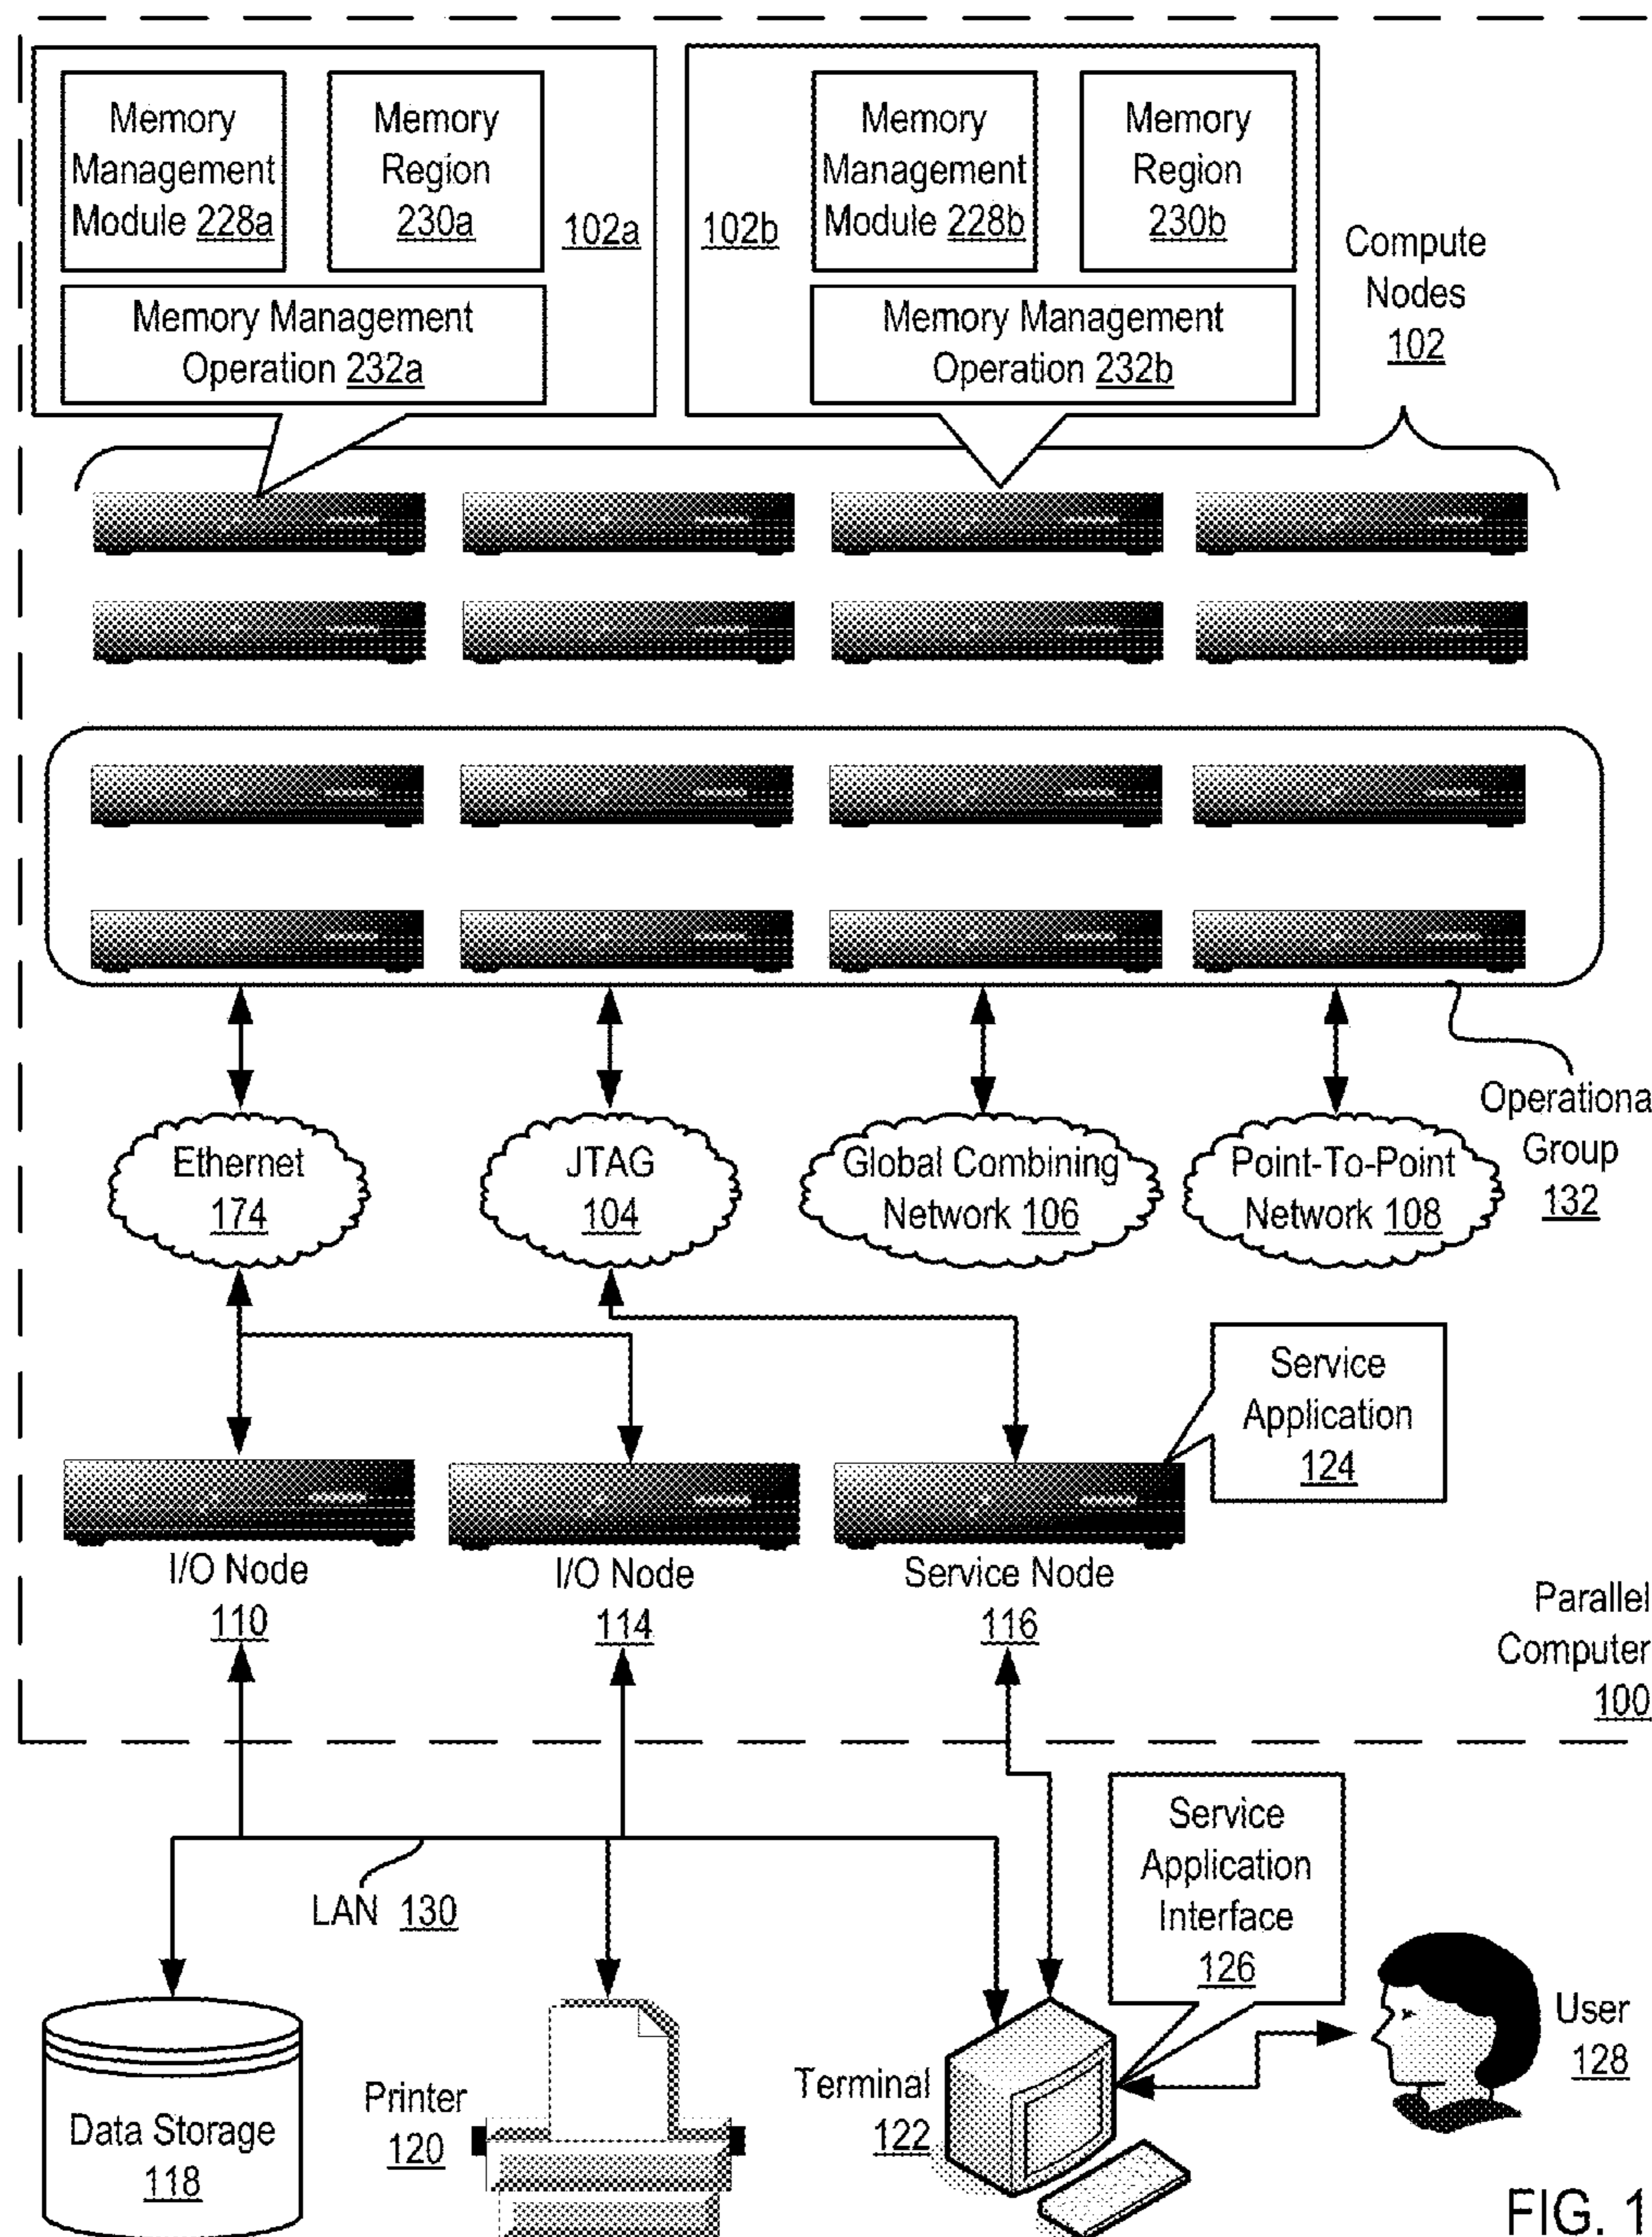 Memory
Management
Module 228a
Memory
Region
230a
102a
Memory Management
Operation 232a
102b
Memory
Management
Module 228b
Memory
Region
230b
Memory Management
Operation 232b
Compute
Nodes
102
Operationa
Group
132
Ethernet
174
JTAG
104
Global Combining
Network 106
Point-To-Point
Network 108
Service
Application
124
I/O Node
110
I/O Node
114
Service Node
116
Parallel
Computer
100
LAN 130
Service
Application
Interface
126
Data Storage
118
Printer
120
Terminal
122
User
128
FIG. 1